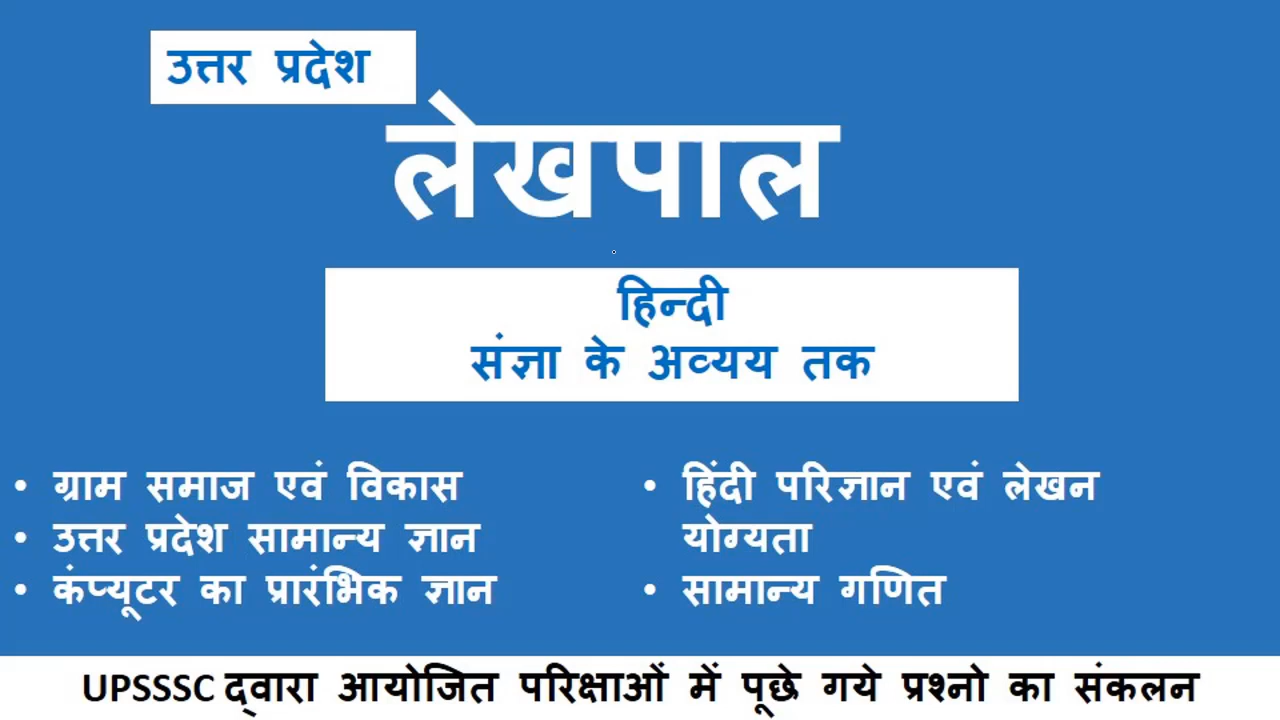 उत्तर प्रदेश
लेखपाल
हिन्दी
संज्ञा के अव्यय तक
• ग्राम समाज एवं विकास
• उत्तर प्रदेश सामान्य ज्ञान
• कंप्यूटर का प्रारंभिक ज्ञान
• हिंदी परिज्ञान एवं लेखन
योग्यता
• सामान्य गणित
UPSSSC द्वारा आयोजित परिक्षाओं में पूछे गये प्रश्नो का संकलन